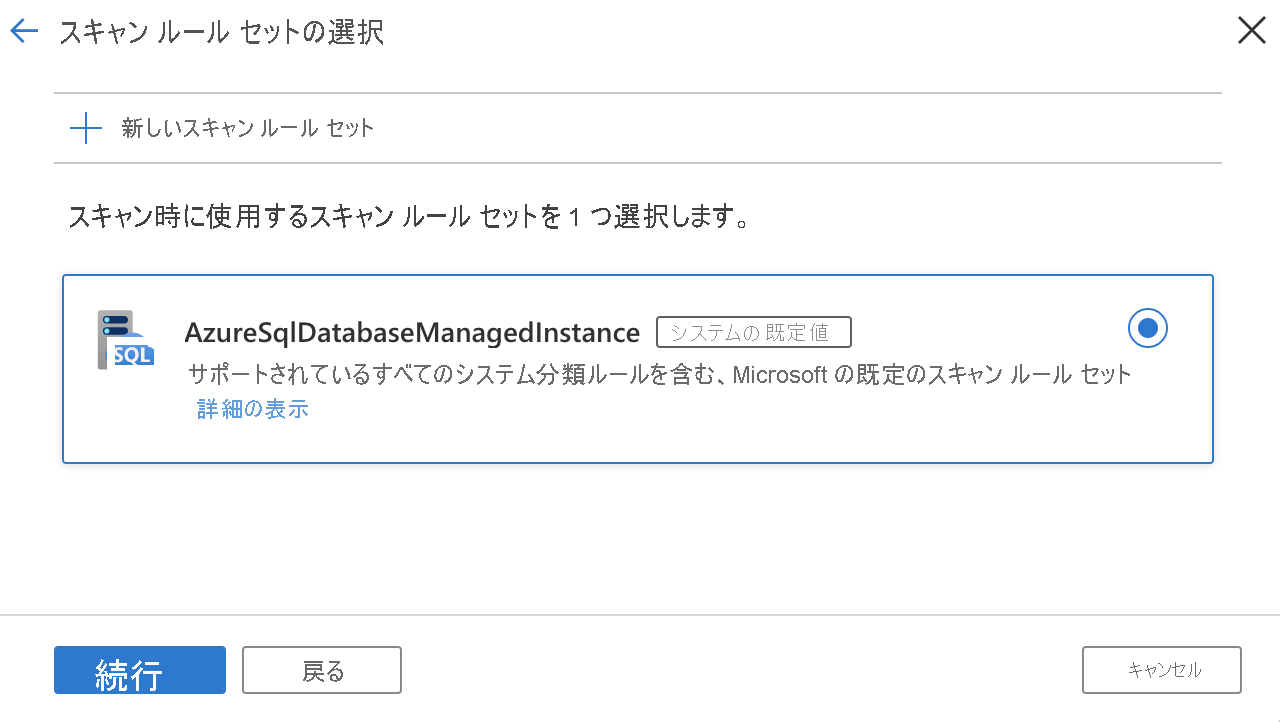 スキャン ルール セットの選択
新しいスキャン ルール セット
スキャン時に使用するスキャン ルール セットを 1 つ選択します。
AzureSqlDatabaseManagedInstance システムの既定値
SQL
サポートされているすべてのシステム分類ルールを含む、Microsoft の既定のスキャン ルール セット
詳細の表示
続行 戻る キャンセル